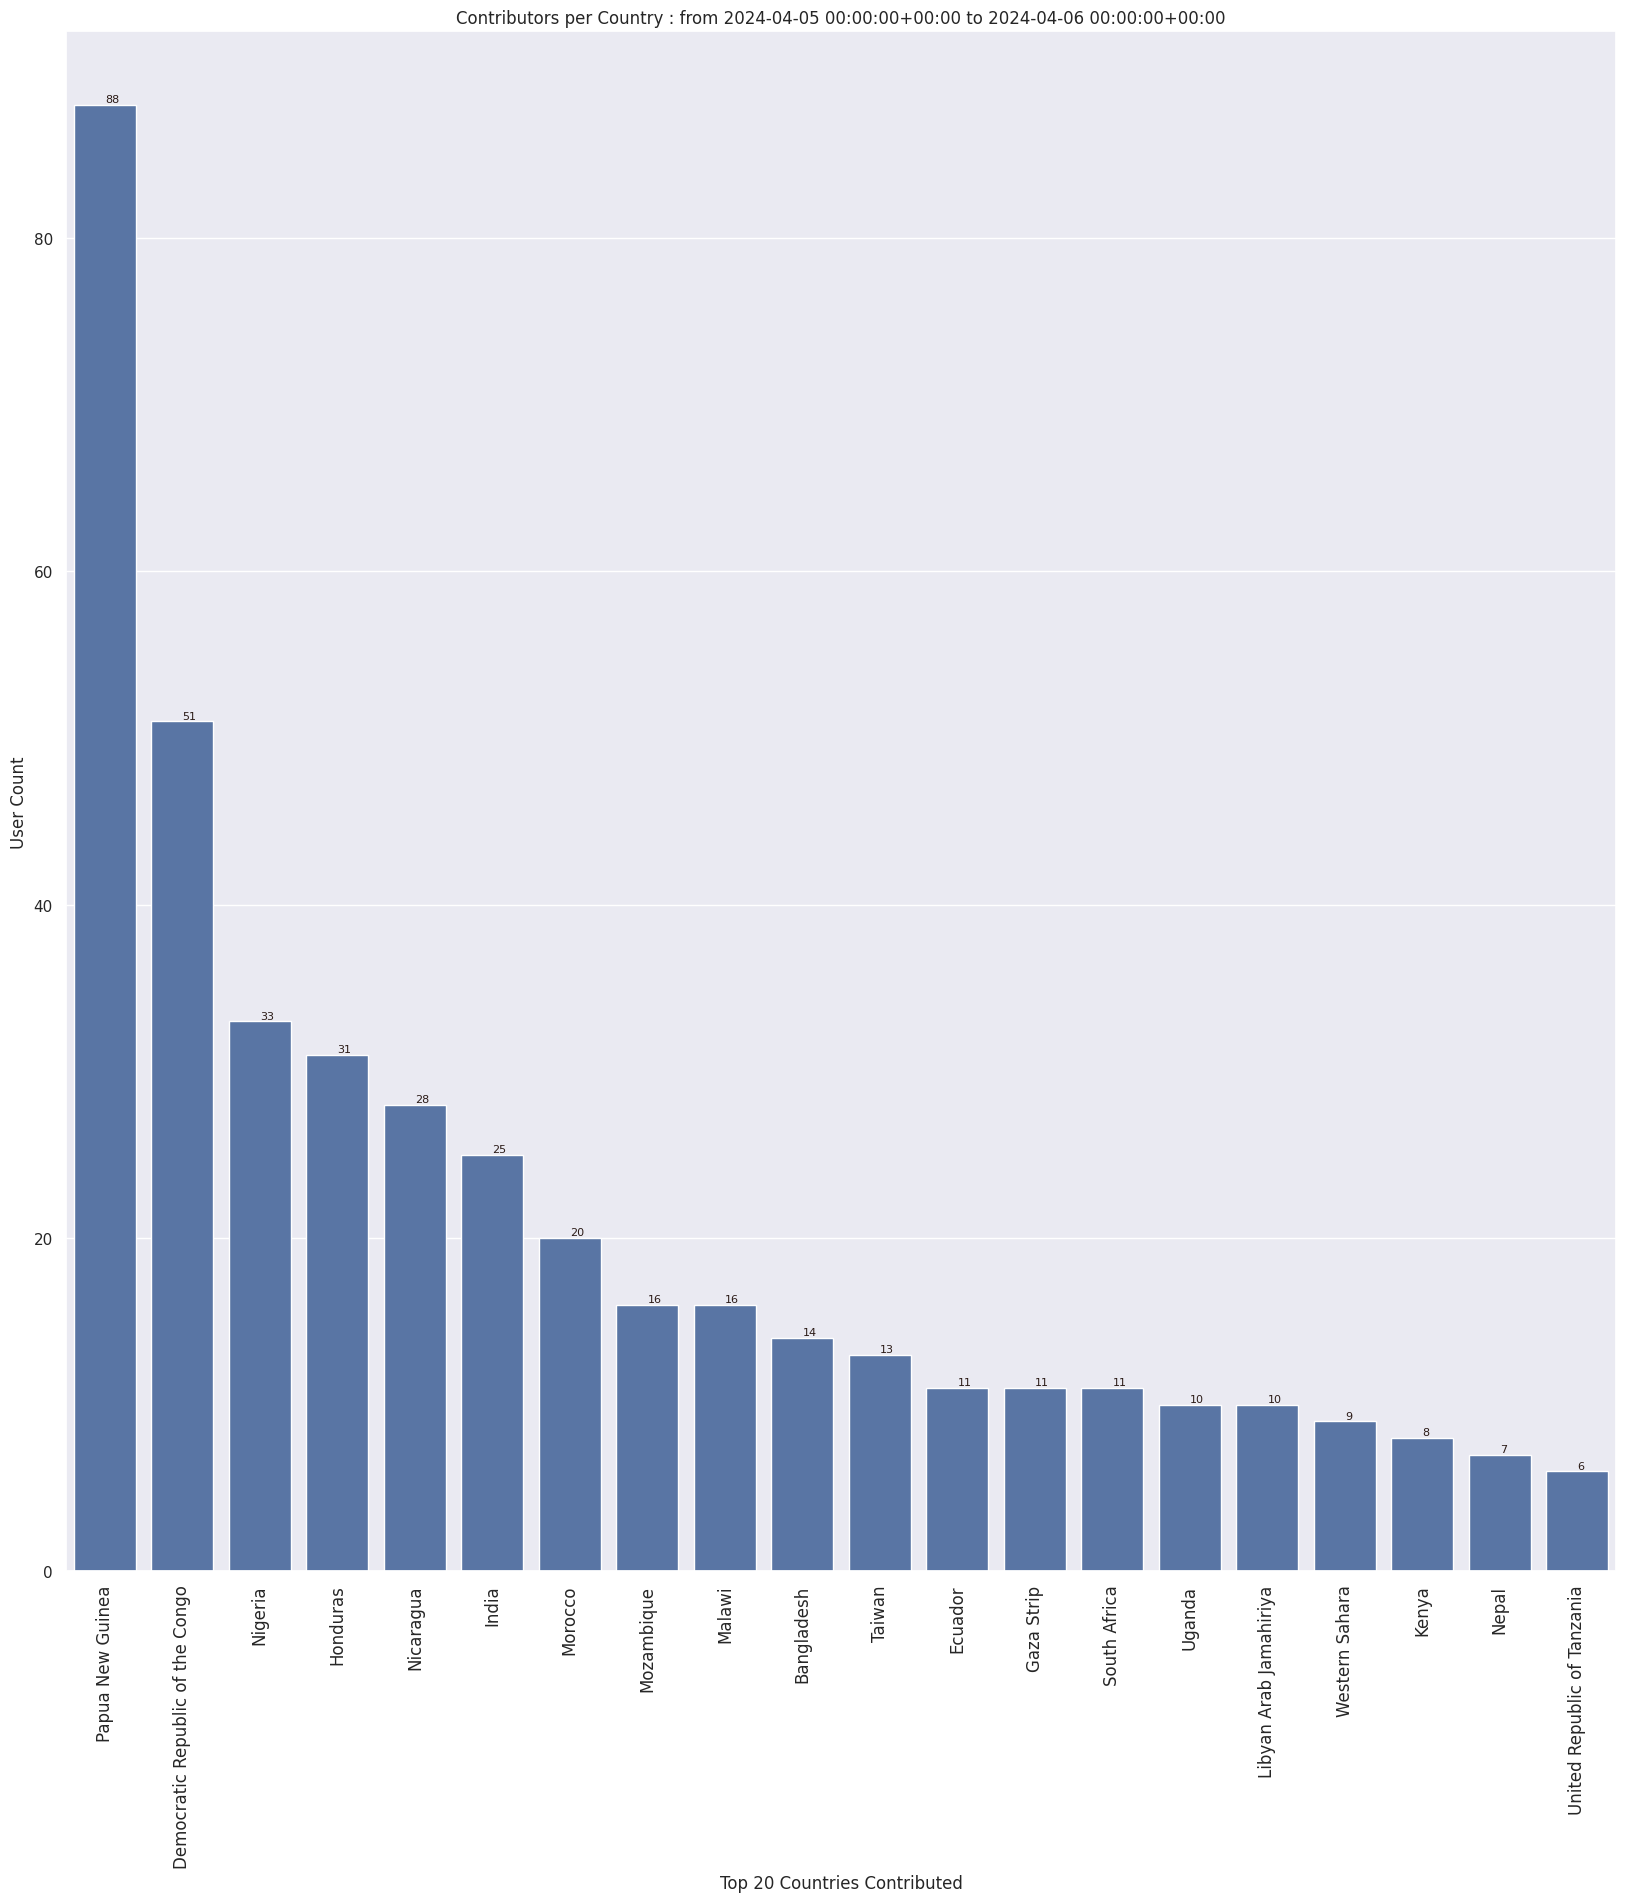 Contributors per Country : from 2024-04-05 00:00:00+00:00 to 2024-04-06 00:00:00+00:00
User Count
80
60
40
20
0
88
51
33
31
28
25
20
16
16
14
13
11
11
11
10
10
9
8
7
6
Papua New Guinea
Democratic Republic of the Congo
Nigeria
Honduras
Nicaragua
India
Morocco
Mozambique
Malawi
Bangladesh
Taiwan
Ecuador
Gaza Strip
South Africa
Uganda
Libyan Arab Jamahiriya
Western Sahara
Kenya
Nepal
United Republic of Tanzania
Top 20 Countries Contributed